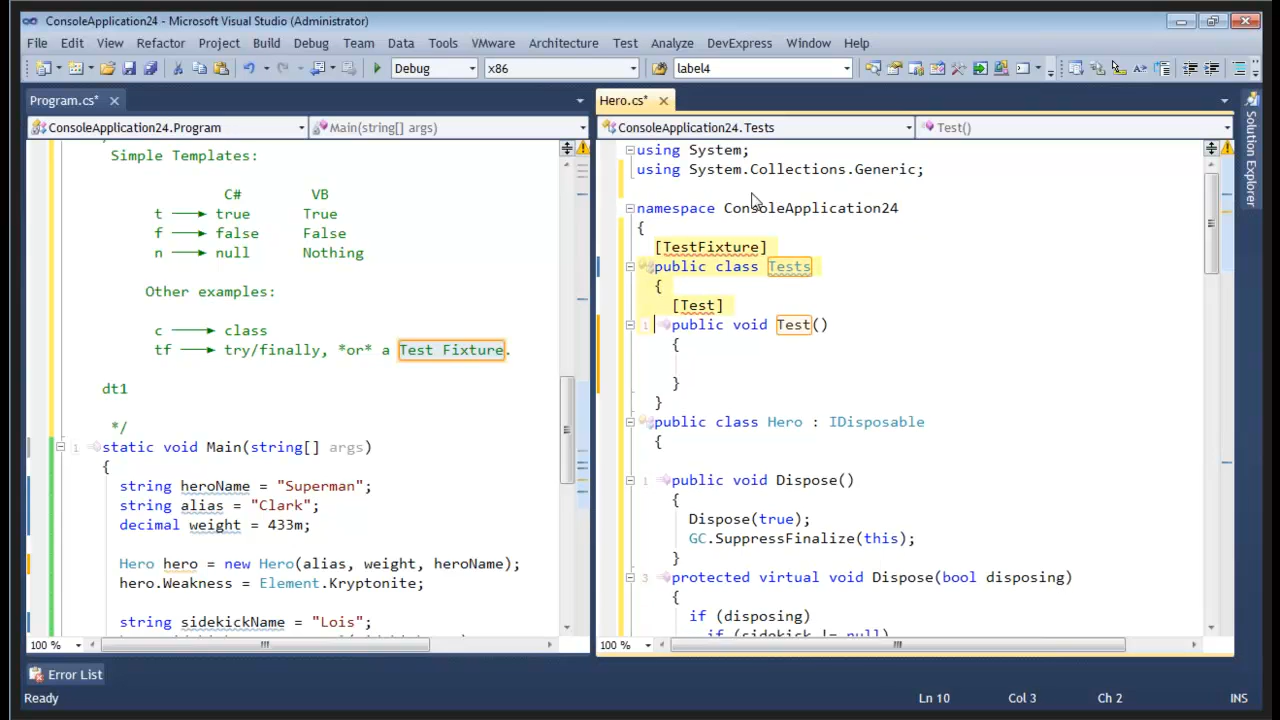 ConsoleApplication24 - Microsoft Visual Studio (Administrator)
File Edit View Refactor Project Build Debug Team Data Tools VMware Architecture Test Analyze DevExpress Window Help
Debug x86 label4
Program.cs*
ConsoleApplication24.Program Main(string[] args)
Simple Templates:
C# VB
t true True
f false False
n null Nothing
Other examples:
c class
tf try/finally, *or* a Test Fixture.
dt1
*/
1 static void Main(string[] args)
{
string heroName = "Superman";
string alias = "Clark";
decimal weight = 433m;
Hero hero = new Hero(alias, weight, heroName);
hero.Weakness = Element.Kryptonite;
string sidekickName = "Lois";
100 %
Hero.cs*
ConsoleApplication24.Tests Test()
using System;
using System.Collections.Generic;
namespace ConsoleApplication24
{
[TestFixture]
public class Tests
{
[Test]
1 public void Test()
{
}
}
public class Hero : IDisposable
{
1 public void Dispose()
{
Dispose(true);
GC.SuppressFinalize(this);
}
3 protected virtual void Dispose(bool disposing)
{
if (disposing)
if (sidekick != null)
100 %
Solution Explorer
Error List
Ready Ln 10 Col 3 Ch 2 INS